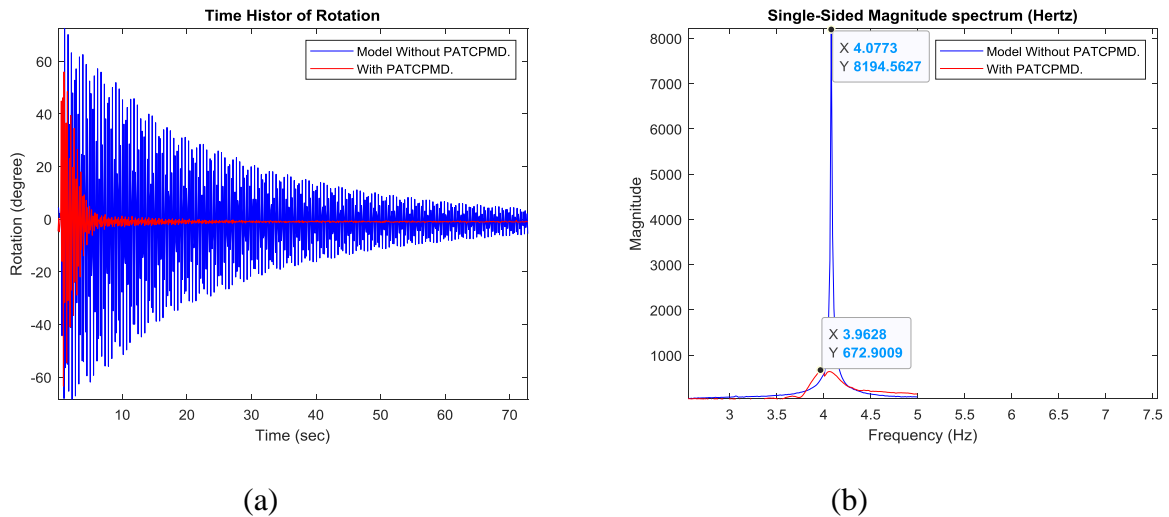 Time Histor of Rotation
Model Without PATCPMD.
With PATCPMD.
60
40
20
0
-20
-40
-60
Rotation (degree)
10
20
30
40
50
60
70
Time (sec)
(a)
Single-Sided Magnitude spectrum (Hertz)
X 4.0773
Y 8194.5627
Model Without PATCPMD.
With PATCPMD.
8000
7000
6000
5000
4000
3000
2000
1000
Magnitude
X 3.9628
Y 672.9009
3
3.5
4
4.5
5
5.5
6
6.5
7
7.5
Frequency (Hz)
(b)